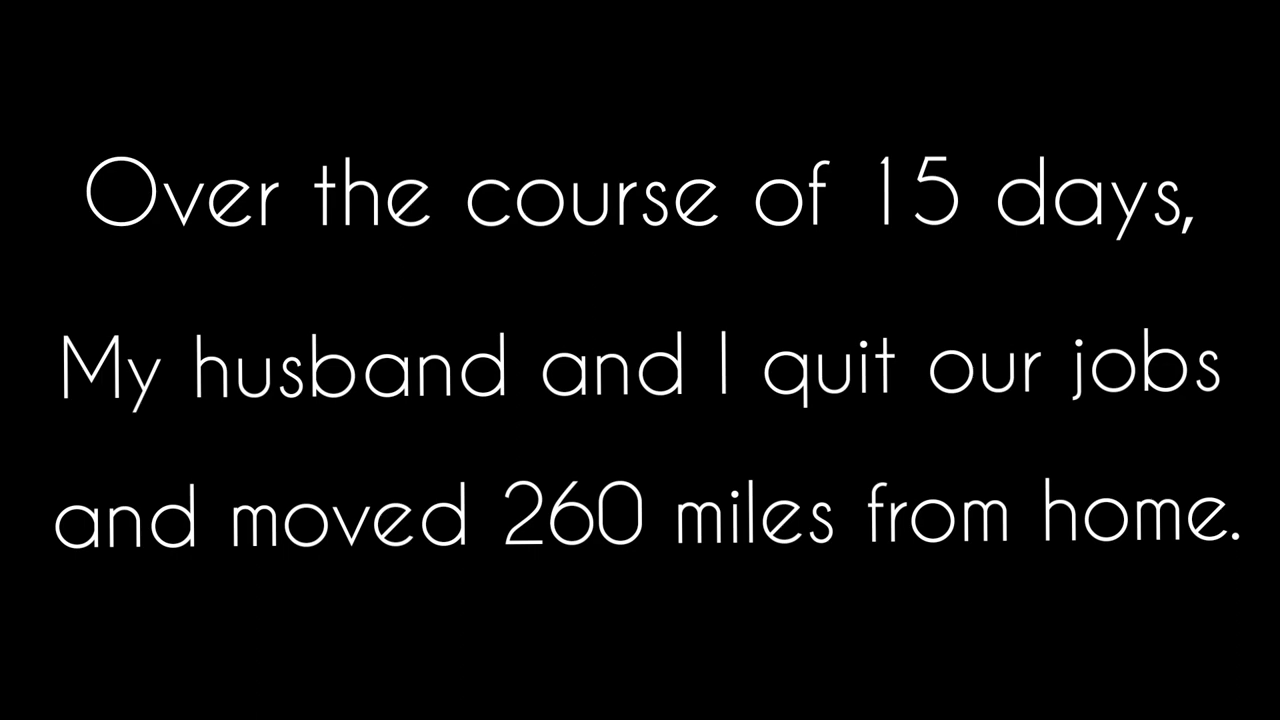 Over the course of 15 days,
My husband and I quit our jobs
and moved 260 miles from home.